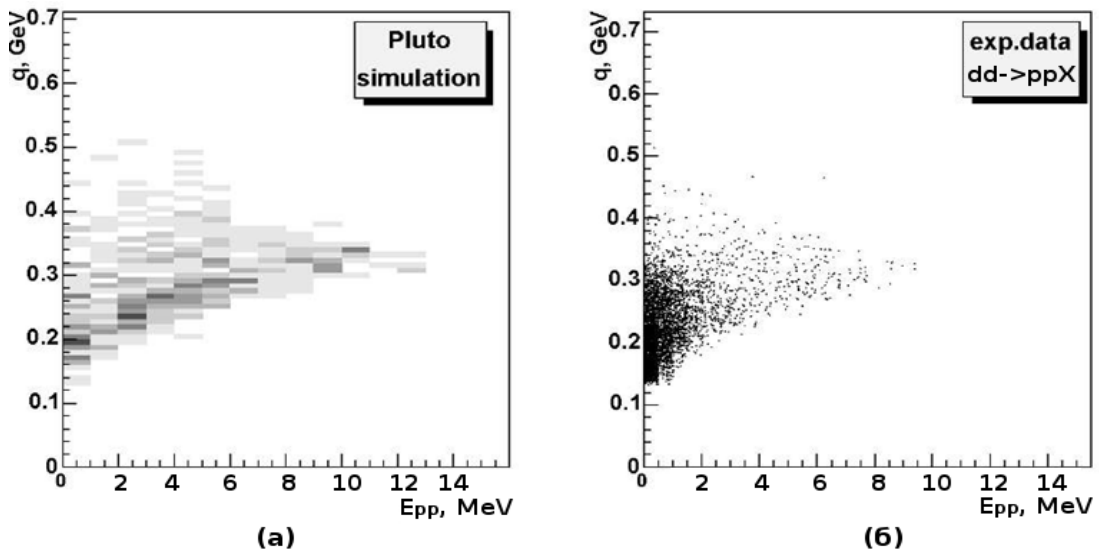 q, GeV
0.7
0.6
0.5
0.4
0.3
0.2
0.1
0
0 2 4 6 8 10 12 14
Epp, MeV
Pluto
simulation
(а)
q, GeV
0.7
0.6
0.5
0.4
0.3
0.2
0.1
0
0 2 4 6 8 10 12 14
Epp, MeV
exp.data
dd->ppX
(б)